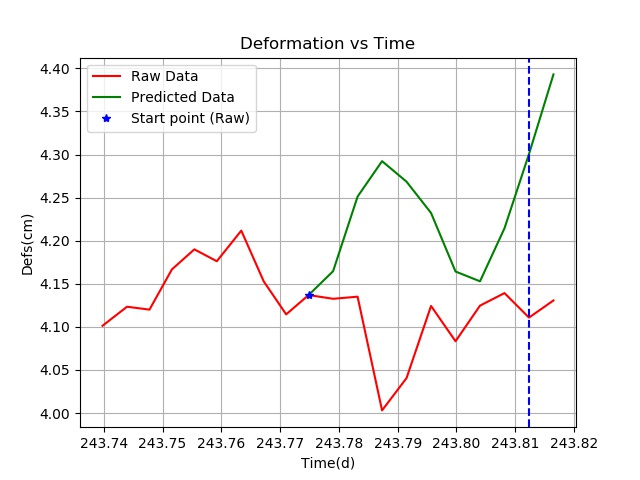 Deformation vs Time
Raw Data
Predicted Data
Start point (Raw)
4.40
4.35
4.30
4.25
4.20
4.15
4.10
4.05
4.00
Defs(cm)
243.74 243.75 243.76 243.77 243.78 243.79 243.80 243.81 243.82
Time(d)